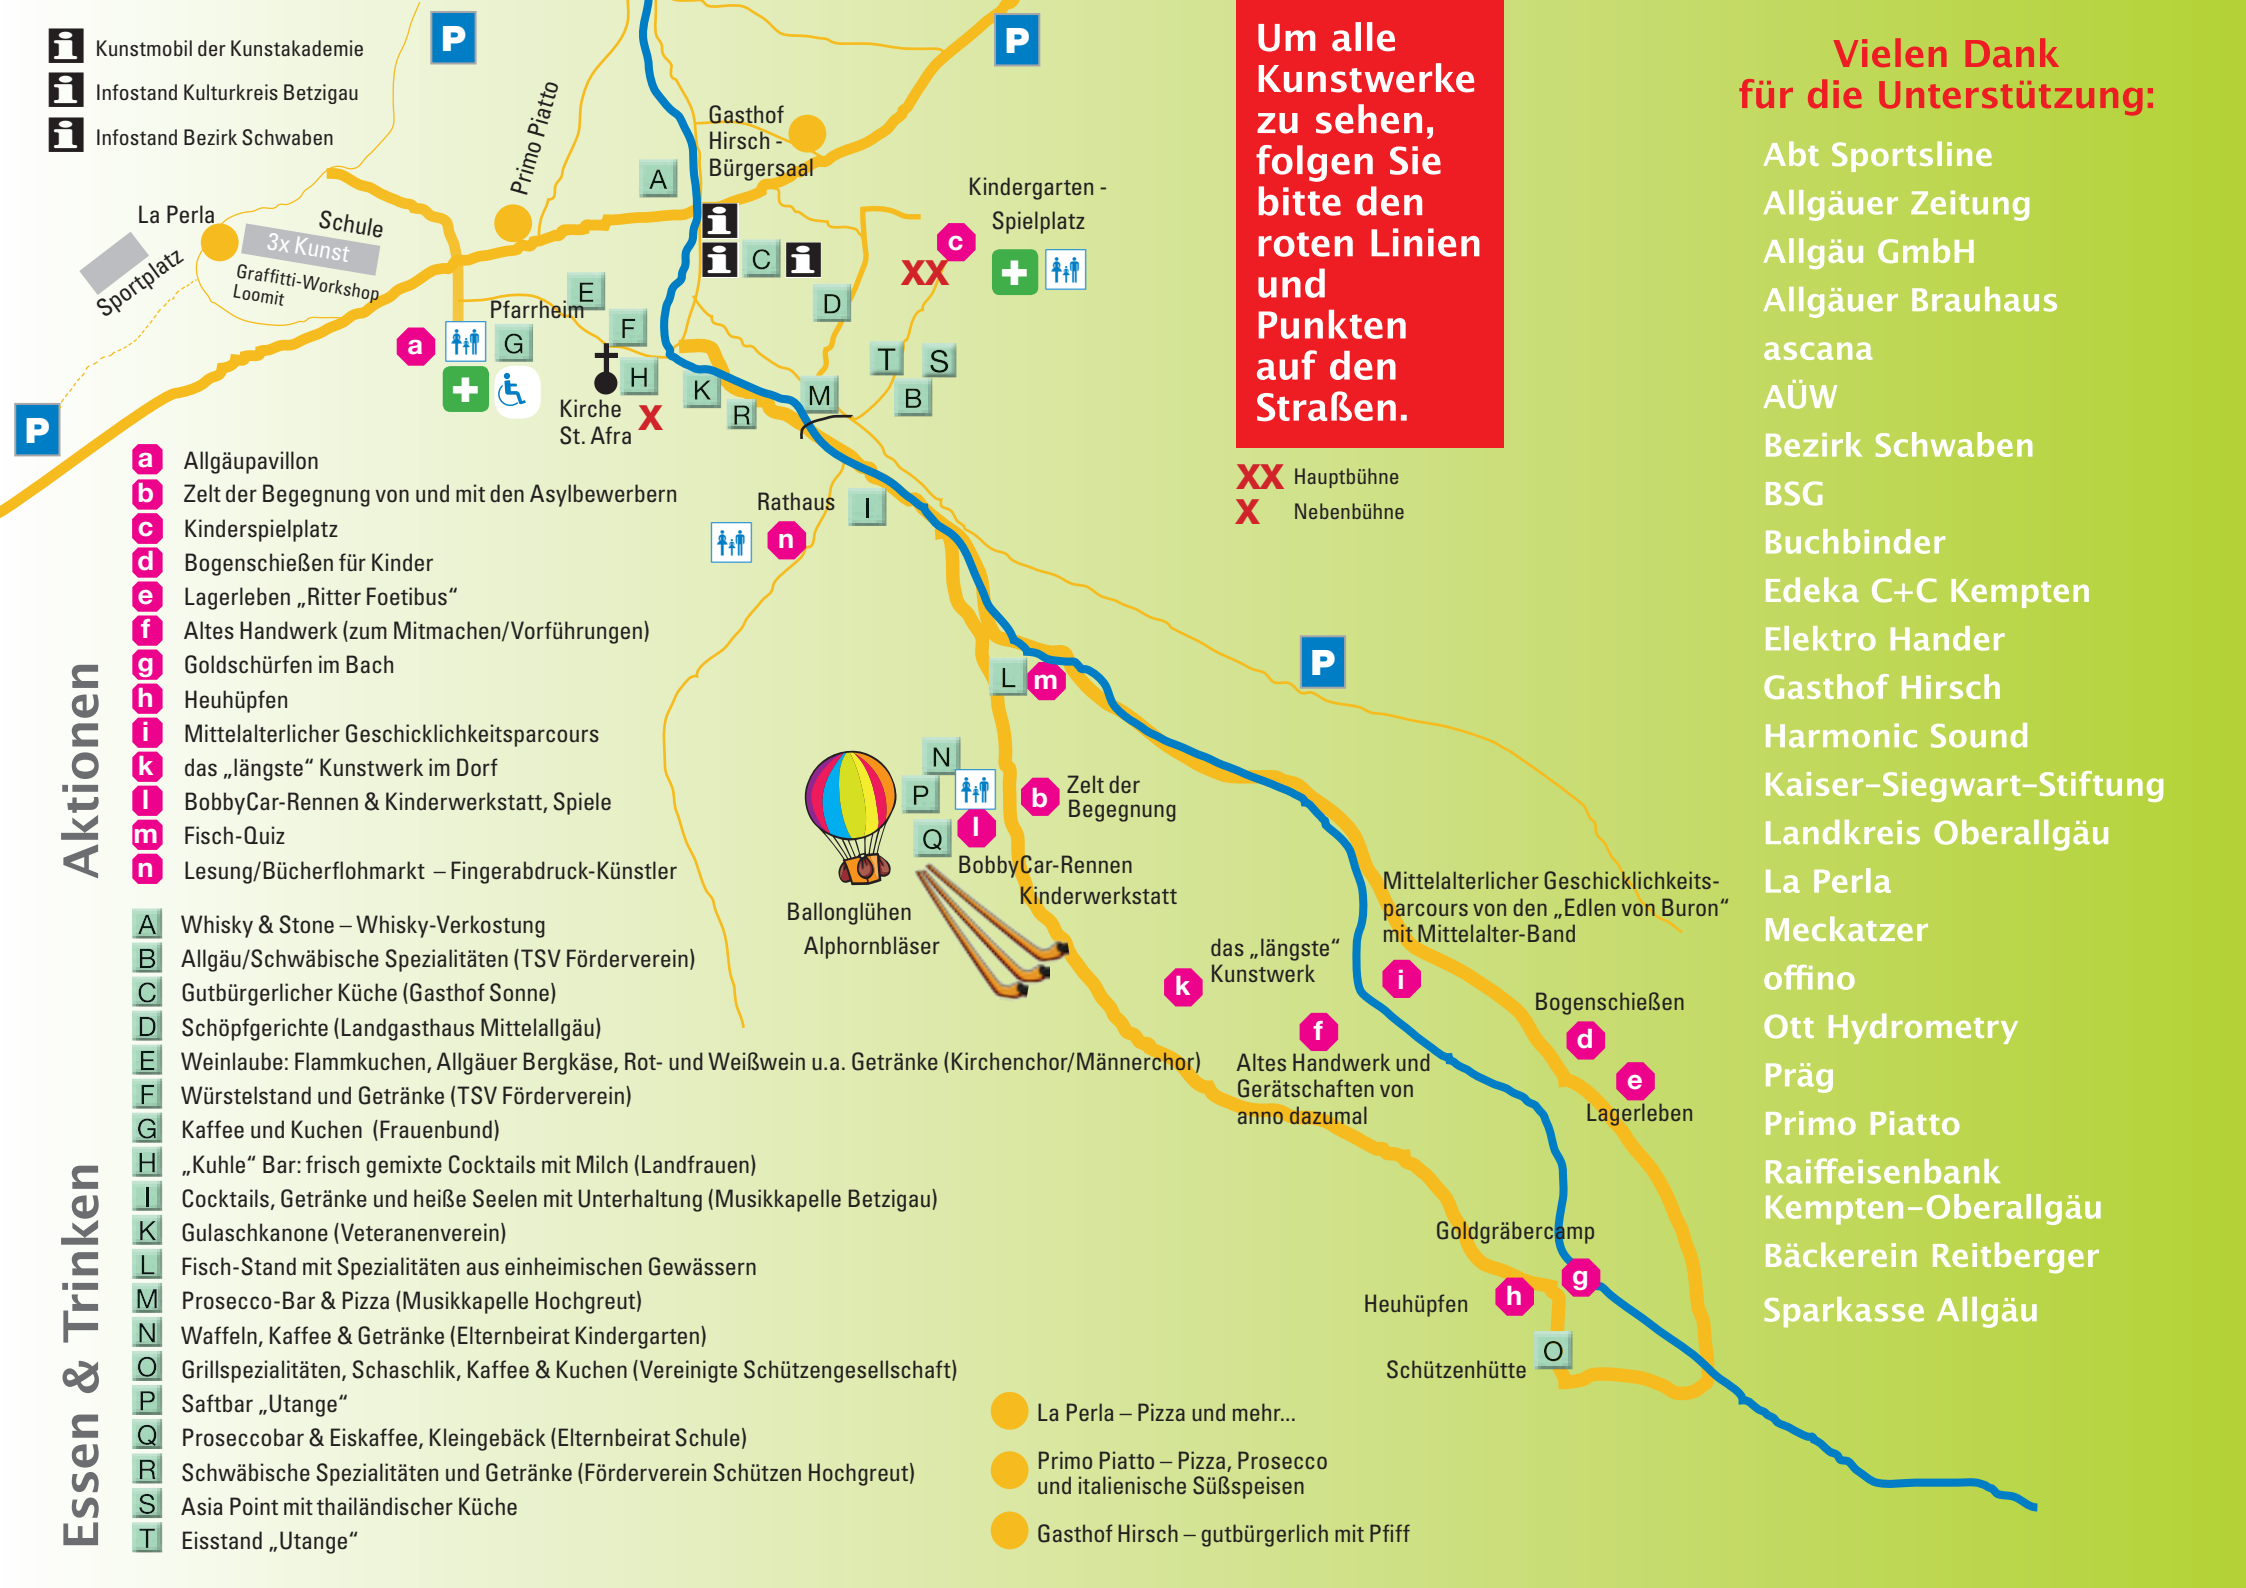 Kunstmobil der Kunstakademie
Infostand Kulturkreis Betzigau
Infostand Bezirk Schwaben
P
P
P
P
Primo Piatto
Gasthof
Hirsch -
Bürgersaal
Kindergarten -
Spielplatz
La Perla
Schule
3x Kunst
Graffitti-Workshop
Loomit
Sportplatz
Pfarrheim
Kirche
St. Afra
X
XX
Rathaus
A
C
D
E
F
G
H
K
R
M
T
S
B
I
L
N
P
Q
O
a
c
n
m
b
l
k
f
i
d
e
g
h
Zelt der
Begegnung
BobbyCar-Rennen
Kinderwerkstatt
Ballonglühen
Alphornbläser
das „längste“
Kunstwerk
Mittelalterlicher Geschicklichkeits-
parcours von den „Edlen von Buron“
mit Mittelalter-Band
Bogenschießen
Lagerleben
Altes Handwerk und
Gerätschaften von
anno dazumal
Goldgräbercamp
Heuhüpfen
Schützenhütte
Um alle
Kunstwerke
zu sehen,
folgen Sie
bitte den
roten Linien
und
Punkten
auf den
Straßen.
XX Hauptbühne
X Nebenbühne
Aktionen
a Allgäupavillon
b Zelt der Begegnung von und mit den Asylbewerbern
c Kinderspielplatz
d Bogenschießen für Kinder
e Lagerleben „Ritter Foetibus“
f Altes Handwerk (zum Mitmachen/Vorführungen)
g Goldschürfen im Bach
h Heuhüpfen
i Mittelalterlicher Geschicklichkeitsparcours
k das „längste“ Kunstwerk im Dorf
l BobbyCar-Rennen & Kinderwerkstatt, Spiele
m Fisch-Quiz
n Lesung/Bücherflohmarkt – Fingerabdruck-Künstler
Essen & Trinken
A Whisky & Stone – Whisky-Verkostung
B Allgäu/Schwäbische Spezialitäten (TSV Förderverein)
C Gutbürgerlicher Küche (Gasthof Sonne)
D Schöpfgerichte (Landgasthaus Mittelallgäu)
E Weinlaube: Flammkuchen, Allgäuer Bergkäse, Rot- und Weißwein u.a. Getränke (Kirchenchor/Männerchor)
F Würstelstand und Getränke (TSV Förderverein)
G Kaffee und Kuchen (Frauenbund)
H „Kuhle“ Bar: frisch gemixte Cocktails mit Milch (Landfrauen)
I Cocktails, Getränke und heiße Seelen mit Unterhaltung (Musikkapelle Betzigau)
K Gulaschkanone (Veteranenverein)
L Fisch-Stand mit Spezialitäten aus einheimischen Gewässern
M Prosecco-Bar & Pizza (Musikkapelle Hochgreut)
N Waffeln, Kaffee & Getränke (Elternbeirat Kindergarten)
O Grillspezialitäten, Schaschlik, Kaffee & Kuchen (Vereinigte Schützengesellschaft)
P Saftbar „Utange“
Q Proseccobar & Eiskaffee, Kleingebäck (Elternbeirat Schule)
R Schwäbische Spezialitäten und Getränke (Förderverein Schützen Hochgreut)
S Asia Point mit thailändischer Küche
T Eisstand „Utange“
La Perla – Pizza und mehr...
Primo Piatto – Pizza, Prosecco
und italienische Süßspeisen
Gasthof Hirsch – gutbürgerlich mit Pfiff
Vielen Dank
für die Unterstützung:
Abt Sportsline
Allgäuer Zeitung
Allgäu GmbH
Allgäuer Brauhaus
ascana
AÜW
Bezirk Schwaben
BSG
Buchbinder
Edeka C+C Kempten
Elektro Hander
Gasthof Hirsch
Harmonic Sound
Kaiser-Siegwart-Stiftung
Landkreis Oberallgäu
La Perla
Meckatzer
offino
Ott Hydrometry
Präg
Primo Piatto
Raiffeisenbank
Kempten-Oberallgäu
Bäckerein Reitberger
Sparkasse Allgäu